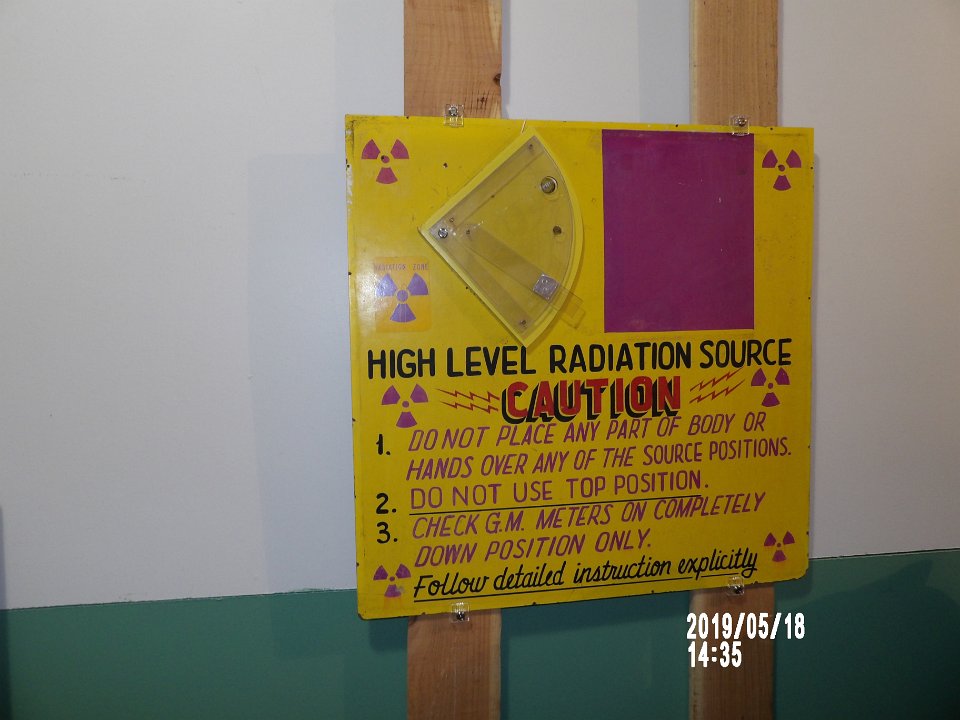 RADIATION ZONE
HIGH LEVEL RADIATION SOURCE
CAUTION
1. DO NOT PLACE ANY PART OF BODY OR
HANDS OVER ANY OF THE SOURCE POSITIONS.
2. DO NOT USE TOP POSITION.
3. CHECK G.M. METERS ON COMPLETELY
DOWN POSITION ONLY.
Follow detailed instruction explicitly
2019/05/18
14:35